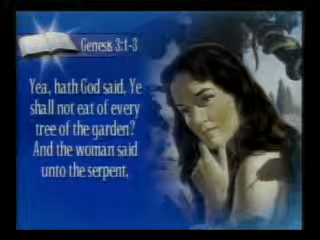 Genesis 3:1-3
Yea, hath God said, Ye
shall not eat of every
tree of the garden?
And the woman said
unto the serpent,